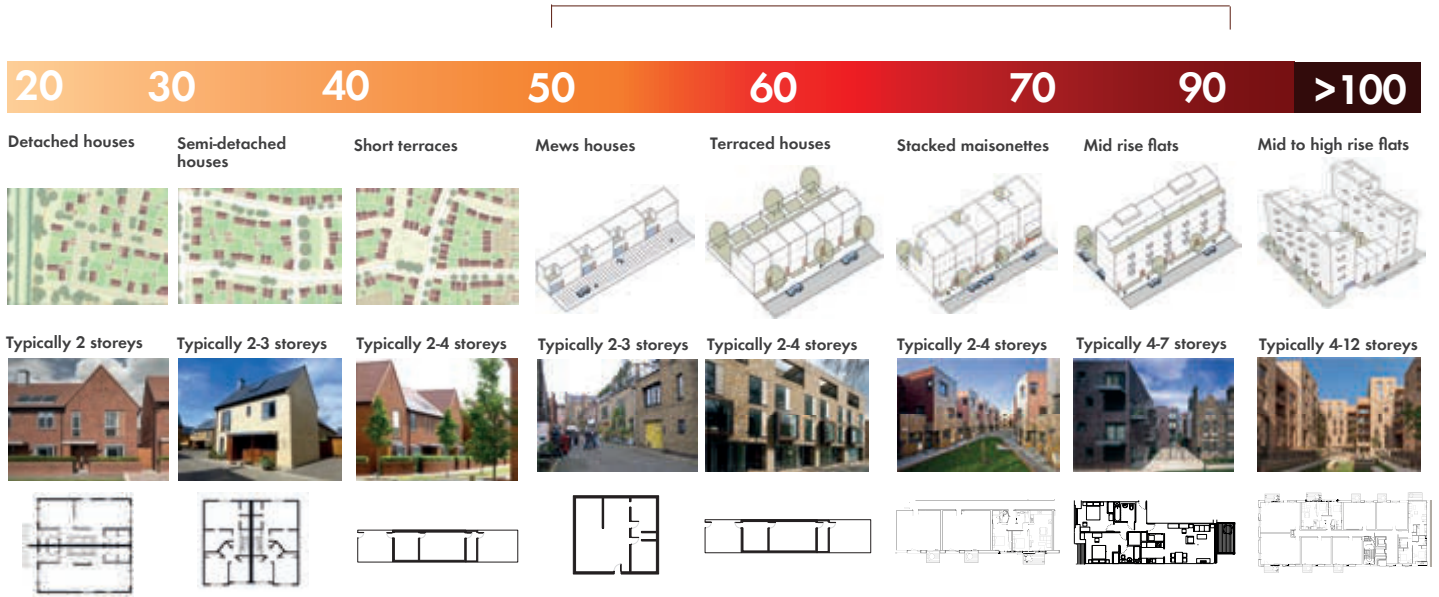 20 30 40 50 60 70 90 >100
Detached houses
Semi-detached
houses
Short terraces
Mews houses
Terraced houses
Stacked maisonettes
Mid rise flats
Mid to high rise flats
Typically 2 storeys
Typically 2-3 storeys
Typically 2-4 storeys
Typically 2-3 storeys
Typically 2-4 storeys
Typically 2-4 storeys
Typically 4-7 storeys
Typically 4-12 storeys